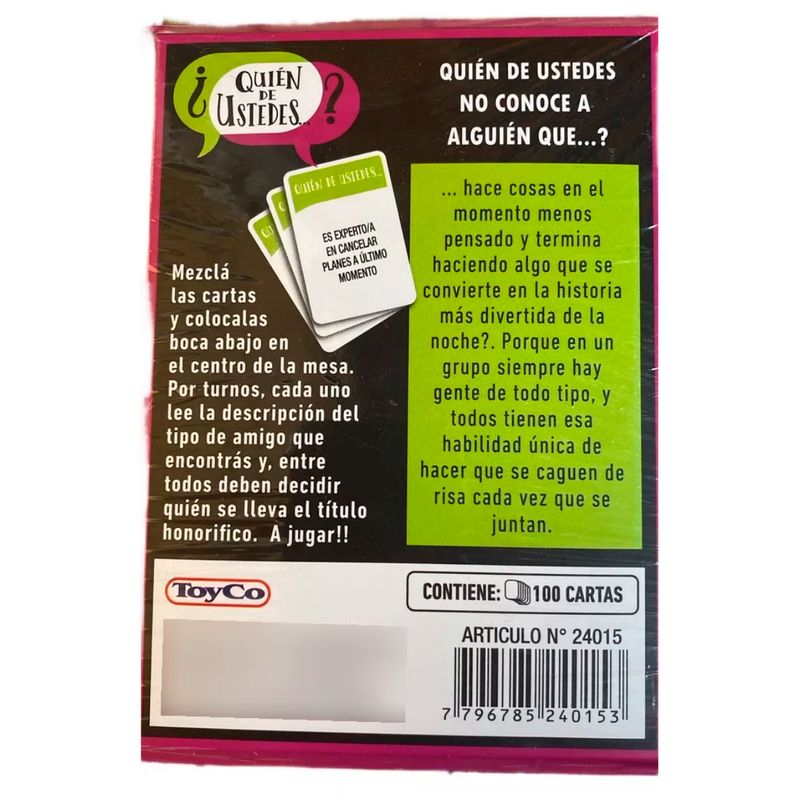 ¿ QUIÉN ?
DE
USTEDES...
QUIÉN DE USTEDES...
QU
QU
ES EXPERTO/A
EN CANCELAR
PLANES A ÚLTIMO
MOMENTO
Mezclá
las cartas
y colocalas
boca abajo en
el centro de la mesa.
Por turnos, cada uno
lee la descripción del
tipo de amigo que
encontrás y, entre
todos deben decidir
quién se lleva el título
honorifico. A jugar!!
QUIÉN DE USTEDES
NO CONOCE A
ALGUIÉN QUE...?
... hace cosas en el
momento menos
pensado y termina
haciendo algo que se
convierte en la historia
más divertida de la
noche?. Porque en un
grupo siempre hay
gente de todo tipo, y
todos tienen esa
habilidad única de
hacer que se caguen de
risa cada vez que se
juntan.
ToyCo
CONTIENE: 100 CARTAS
ARTICULO N° 24015
7 796785 240153